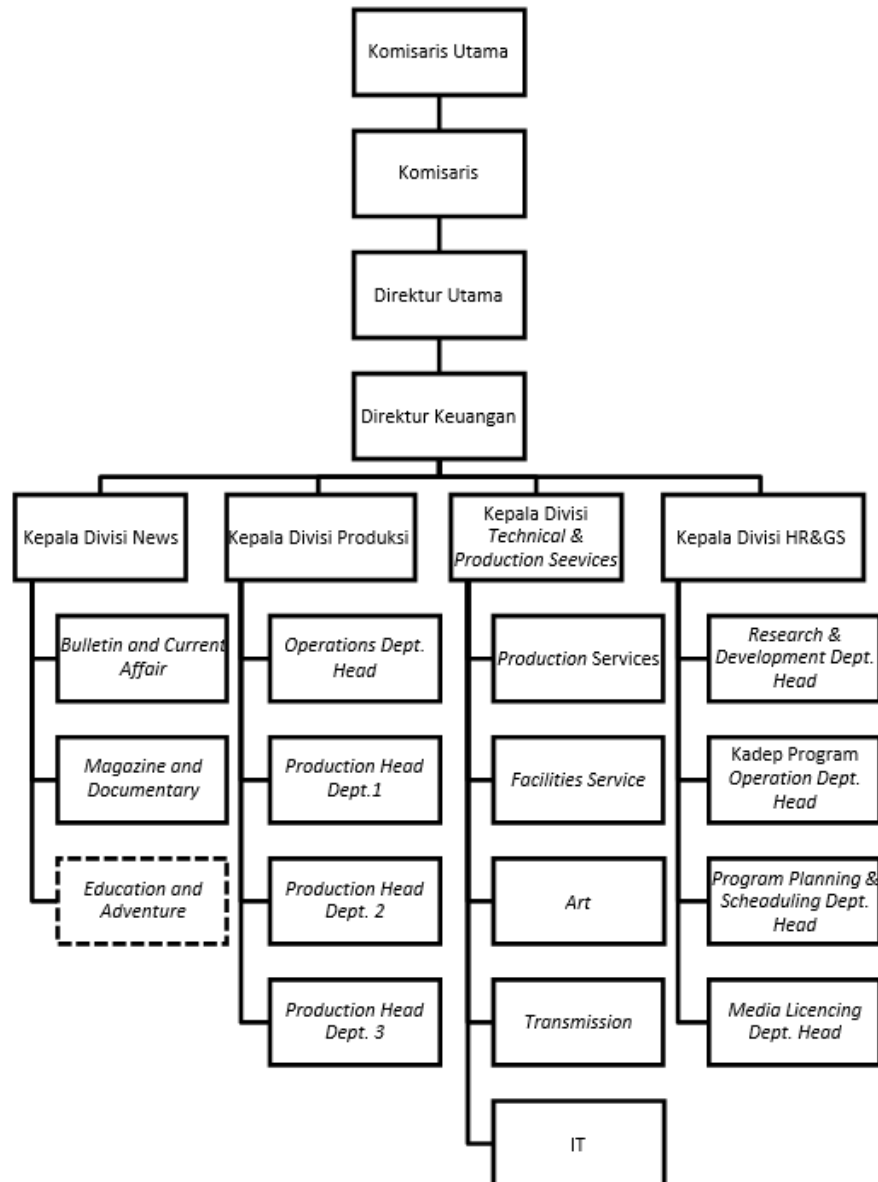 Komisaris Utama
Komisaris
Direktur Utama
Direktur Keuangan
Kepala Divisi News
Bulletin and Current
Affair
Magazine and
Documentary
Education and
Adventure
Kepala Divisi Produksi
Operations Dept.
Head
Production Head
Dept.1
Production Head
Dept. 2
Production Head
Dept. 3
Kepala Divisi
Technical &
Production Seevices
Production Services
Facilities Service
Art
Transmission
IT
Kepala Divisi HR&GS
Research &
Development Dept.
Head
Kadep Program
Operation Dept.
Head
Program Planning &
Scheaduling Dept.
Head
Media Licencing
Dept. Head